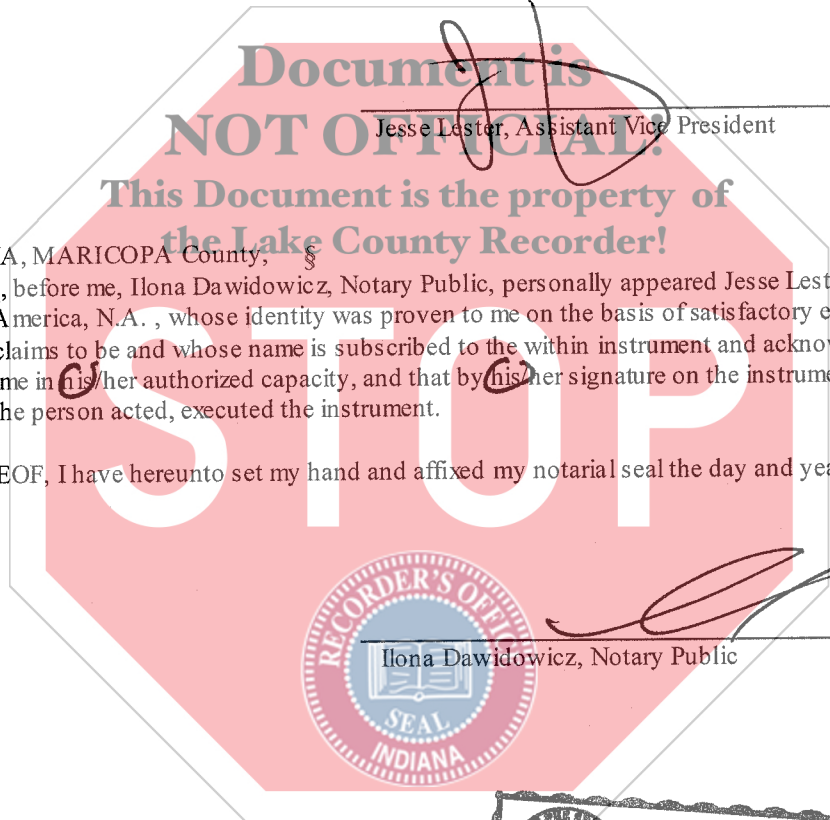 Document is
NOT OFFICIAL!
Jesse Lester, Assistant Vice President
This Document is the property of
the Lake County Recorder!
A, MARICOPA County, §
, before me, Ilona Dawidowicz, Notary Public, personally appeared Jesse Lest
America, N.A. , whose identity was proven to me on the basis of satisfactory e
claims to be and whose name is subscribed to the within instrument and acknov
me in his/her authorized capacity, and that by his/her signature on the instrume
he person acted, executed the instrument.
EOF, I have hereunto set my hand and affixed my notarial seal the day and yea
STOP
Ilona Dawidowicz, Notary Public
RECORDER'S OFFIC
SEAL
INDIANA